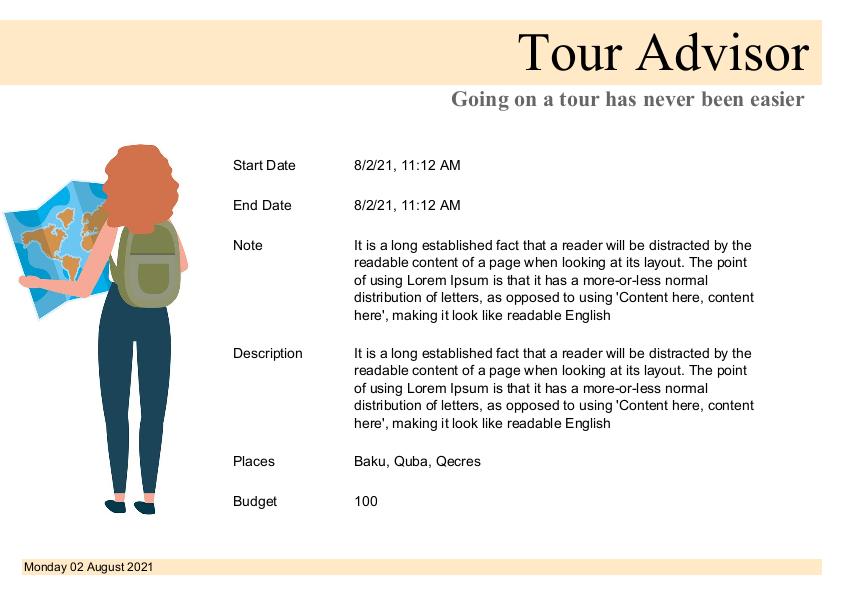 Tour Advisor
Going on a tour has never been easier
Start Date 8/2/21, 11:12 AM
End Date 8/2/21, 11:12 AM
Note It is a long established fact that a reader will be distracted by the
readable content of a page when looking at its layout. The point
of using Lorem Ipsum is that it has a more-or-less normal
distribution of letters, as opposed to using 'Content here, content
here', making it look like readable English
Description It is a long established fact that a reader will be distracted by the
readable content of a page when looking at its layout. The point
of using Lorem Ipsum is that it has a more-or-less normal
distribution of letters, as opposed to using 'Content here, content
here', making it look like readable English
Places Baku, Quba, Qecres
Budget 100
Monday 02 August 2021